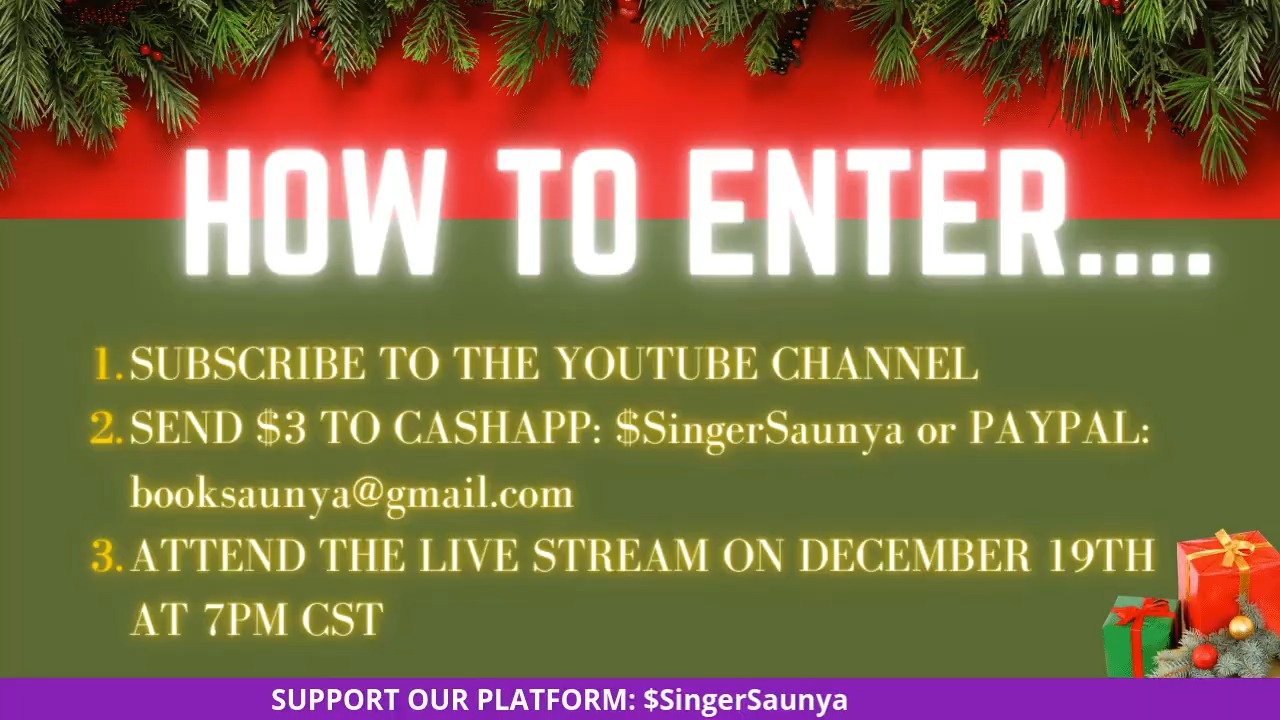 HOW TO ENTER....
1. SUBSCRIBE TO THE YOUTUBE CHANNEL
2. SEND $3 TO CASHAPP: $SingerSaunya or PAYPAL:
booksaunya@gmail.com
3. ATTEND THE LIVE STREAM ON DECEMBER 19TH
AT 7PM CST
SUPPORT OUR PLATFORM: $SingerSaunya